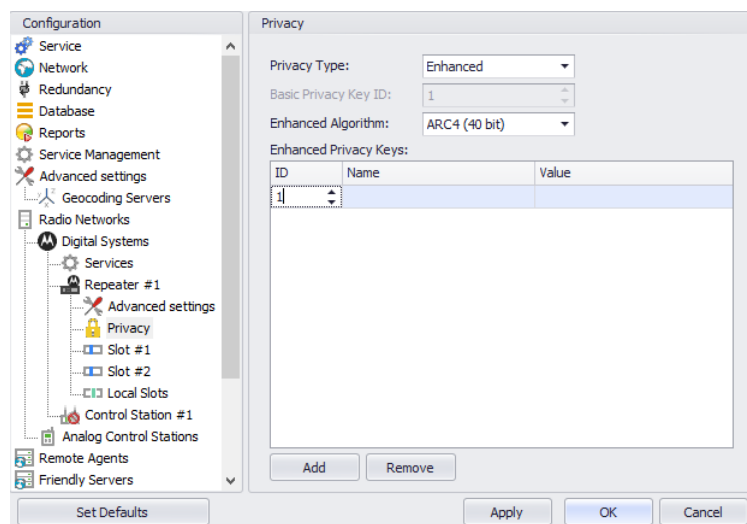 Configuration
Service
Network
Redundancy
Database
Reports
Service Management
Advanced settings
Geocoding Servers
Radio Networks
Digital Systems
Services
Repeater #1
Advanced settings
Privacy
Slot #1
Slot #2
Local Slots
Control Station #1
Analog Control Stations
Remote Agents
Friendly Servers
Set Defaults
Privacy
Privacy Type: Enhanced
Basic Privacy Key ID: 1
Enhanced Algorithm: ARC4 (40 bit)
Enhanced Privacy Keys:
ID Name Value
1
Add Remove
Apply OK Cancel